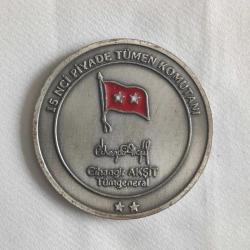 15 NCİ PİYADE TÜMEN KOMUTANI
Cihangir AKŞİT
Tümgeneral